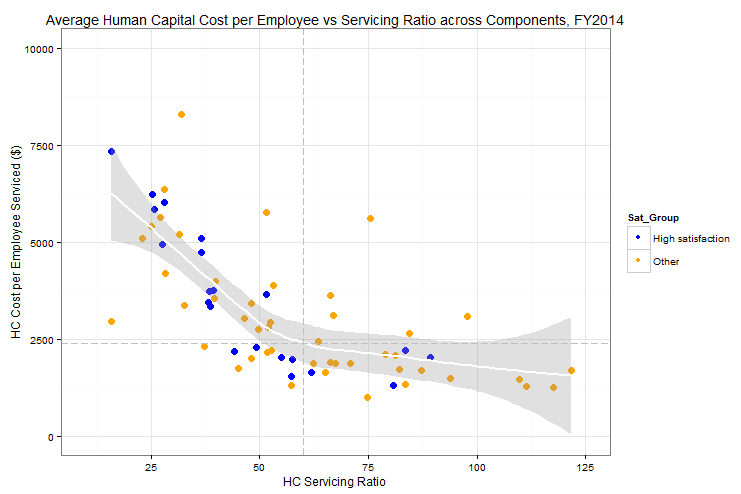 Average Human Capital Cost per Employee vs Servicing Ratio across Components, FY2014
10000
7500
5000
2500
0
HC Cost per Employee Serviced ($)
25 50 75 100 125
HC Servicing Ratio
Sat_Group
High satisfaction
Other